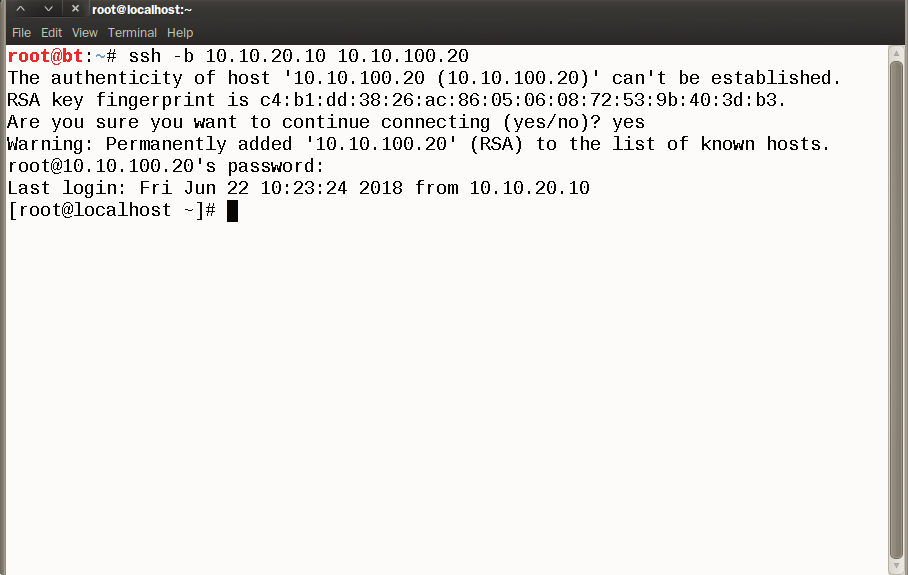 root@localhost:~
File Edit View Terminal Help
root@bt:~# ssh -b 10.10.20.10 10.10.100.20
The authenticity of host '10.10.100.20 (10.10.100.20)' can't be established.
RSA key fingerprint is c4:b1:dd:38:26:ac:86:05:06:08:72:53:9b:40:3d:b3.
Are you sure you want to continue connecting (yes/no)? yes
Warning: Permanently added '10.10.100.20' (RSA) to the list of known hosts.
root@10.10.100.20's password:
Last login: Fri Jun 22 10:23:24 2018 from 10.10.20.10
[root@localhost ~]#